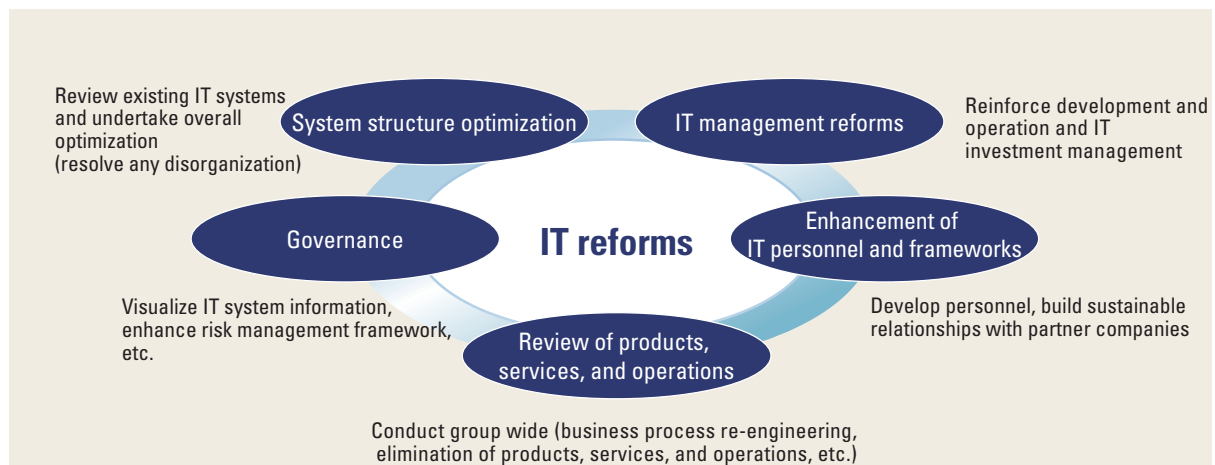 Review existing IT systems
and undertake overall
optimization
(resolve any disorganization)
System structure optimization
IT management reforms
Reinforce development and
operation and IT
investment management
Governance
IT reforms
Enhancement of
IT personnel and frameworks
Visualize IT system information,
enhance risk management framework,
etc.
Develop personnel, build sustainable
relationships with partner companies
Review of products,
services, and operations
Conduct group wide (business process re-engineering,
elimination of products, services, and operations, etc.)